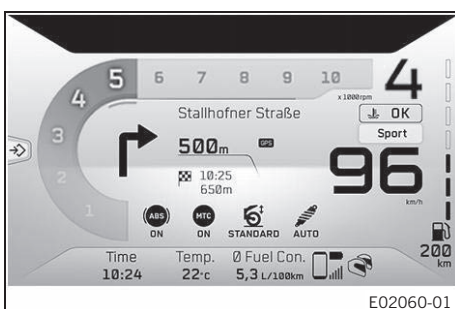 5 6 7 8 9 10
4
3
2
1
x 1000rpm
4
Stallhofner Straße
OK
Sport
500m
GPS
10:25
650m
96
km/h
ABS
ON
MTC
ON
STANDARD
AUTO
200
km
Time Temp. Ø Fuel Con.
10:24 22°C 5,3 L/100km
E02060-01